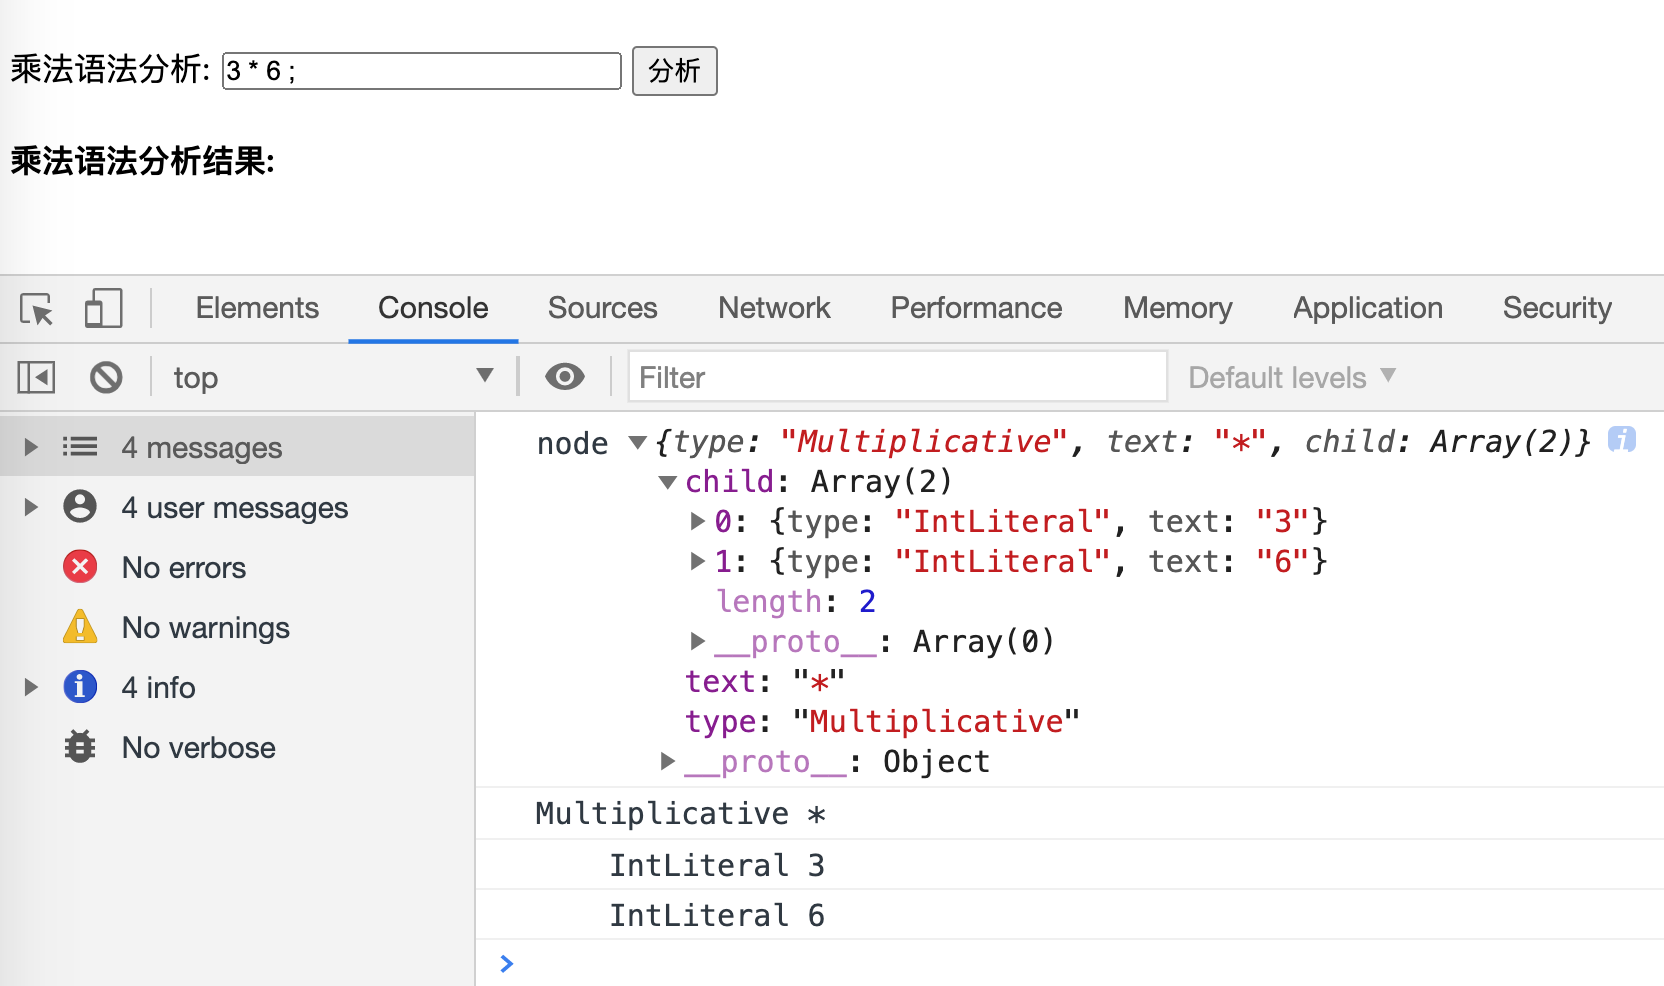 乘法语法分析: 3 * 6 ; 分析
乘法语法分析结果:
Elements Console Sources Network Performance Memory Application Security
top Filter Default levels
4 messages
4 user messages
No errors
No warnings
4 info
No verbose
node {type: "Multiplicative", text: "*", child: Array(2)}
child: Array(2)
0: {type: "IntLiteral", text: "3"}
1: {type: "IntLiteral", text: "6"}
length: 2
__proto__: Array(0)
text: "*"
type: "Multiplicative"
__proto__: Object
Multiplicative *
IntLiteral 3
IntLiteral 6